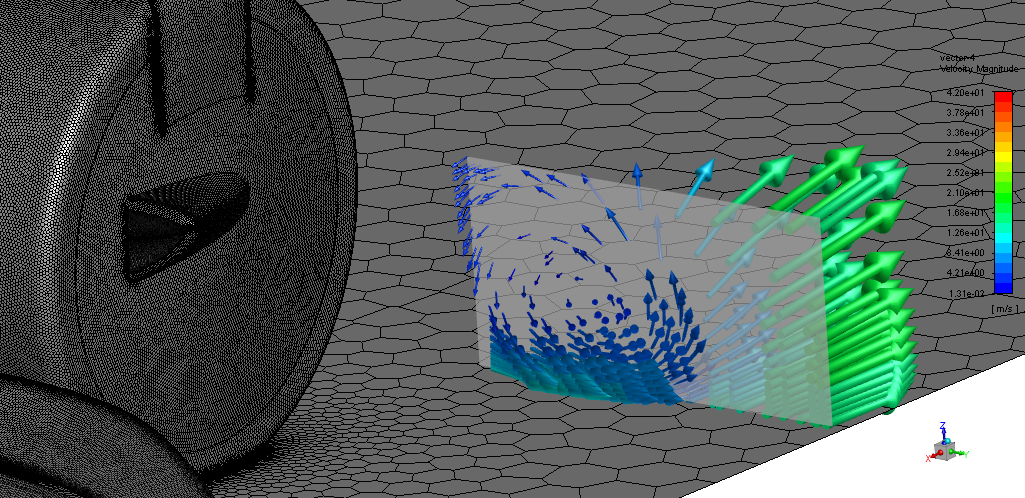 vector-4
Velocity Magnitude
4.20e+01
3.78e+01
3.36e+01
2.94e+01
2.52e+01
2.10e+01
1.68e+01
1.26e+01
8.41e+00
4.21e+00
1.31e-02
[ m/s ]
Z
X
Y